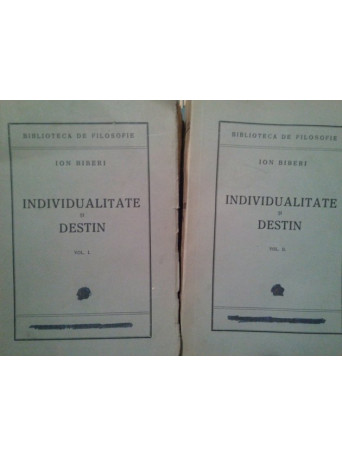 BIBLIOTECA DE FILOSOFIE
ION BIBERI
INDIVIDUALITATE
ȘI
DESTIN
VOL. I
BIBLIOTECA DE FILOSOFIE
ION BIBERI
INDIVIDUALITATE
ȘI
DESTIN
VOL. II